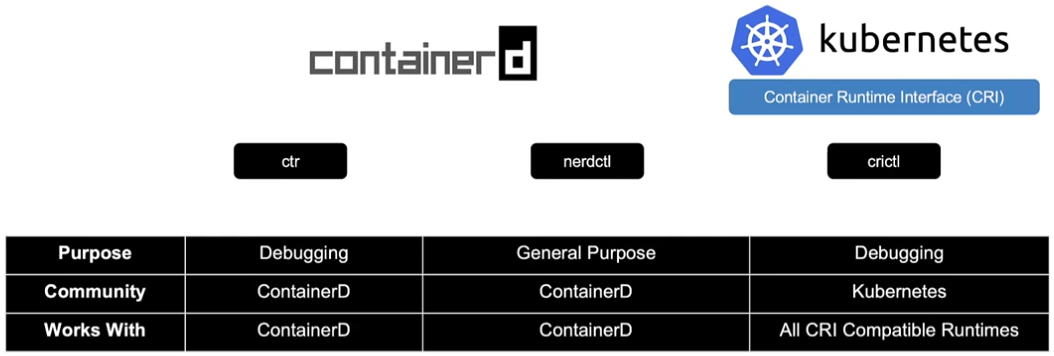 containerd
kubernetes
Container Runtime Interface (CRI)
ctr nerdctl crictl
Purpose Debugging General Purpose Debugging
Community ContainerD ContainerD Kubernetes
Works With ContainerD ContainerD All CRI Compatible Runtimes